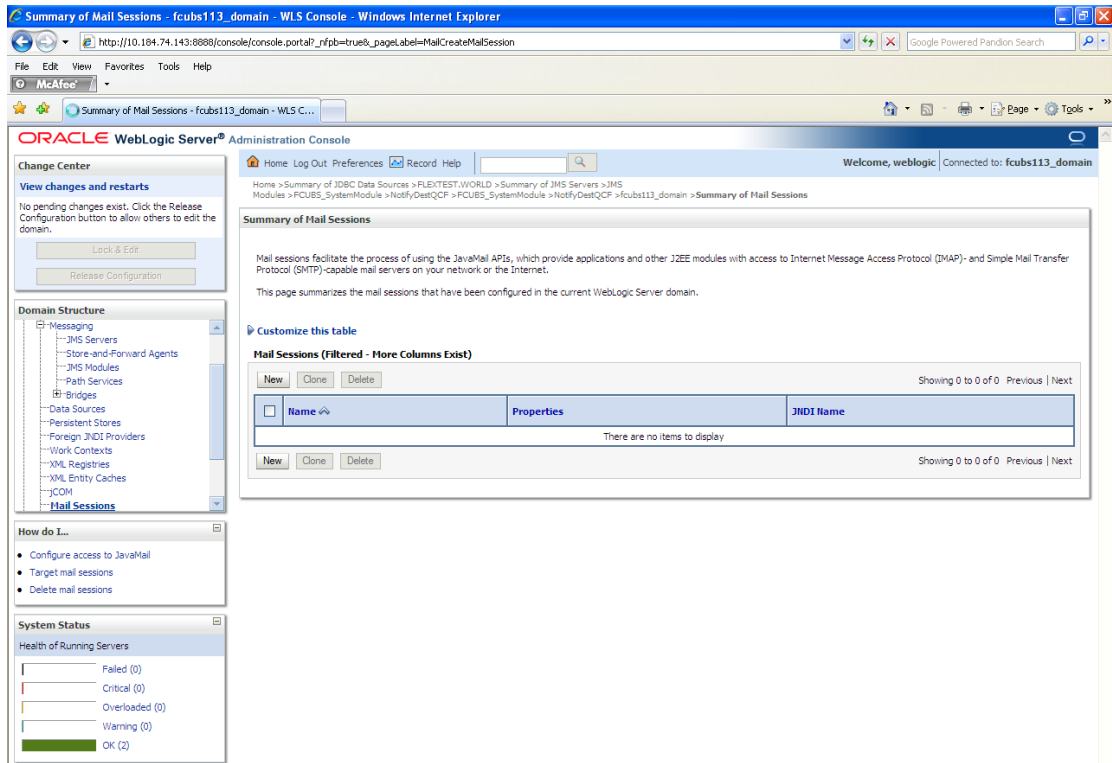 Summary of Mail Sessions - fcubs113_domain - WLS Console - Windows Internet Explorer
http://10.184.74.143:8888/console/console.portal?_nfpb=true&_pageLabel=MailCreateMailSession
Google Powered Pandion Search
File Edit View Favorites Tools Help
McAfee
Summary of Mail Sessions - fcubs113_domain - WLS C...
Page Tools »
ORACLE WebLogic Server® Administration Console
Change Center
View changes and restarts
No pending changes exist. Click the Release
Configuration button to allow others to edit the
domain.
Lock & Edit
Release Configuration
Domain Structure
Messaging
JMS Servers
Store-and-Forward Agents
JMS Modules
Path Services
Bridges
Data Sources
Persistent Stores
Foreign JNDI Providers
Work Contexts
XML Registries
XML Entity Caches
jCOM
Mail Sessions
How do I...
Configure access to JavaMail
Target mail sessions
Delete mail sessions
System Status
Health of Running Servers
Failed (0)
Critical (0)
Overloaded (0)
Warning (0)
OK (2)
Home Log Out Preferences Record Help
Welcome, weblogic Connected to: fcubs113_domain
Home >Summary of JDBC Data Sources >FLEXTEST.WORLD >Summary of JMS Servers >JMS
Modules >FCUBS_SystemModule >NotifyDestQCF >FCUBS_SystemModule >NotifyDestQCF >fcubs113_domain >Summary of Mail Sessions
Summary of Mail Sessions
Mail sessions facilitate the process of using the JavaMail APIs, which provide applications and other J2EE modules with access to Internet Message Access Protocol (IMAP)- and Simple Mail Transfer
Protocol (SMTP)-capable mail servers on your network or the Internet.
This page summarizes the mail sessions that have been configured in the current WebLogic Server domain.
Customize this table
Mail Sessions (Filtered - More Columns Exist)
New Clone Delete Showing 0 to 0 of 0 Previous | Next
Name Properties JNDI Name
There are no items to display
New Clone Delete Showing 0 to 0 of 0 Previous | Next